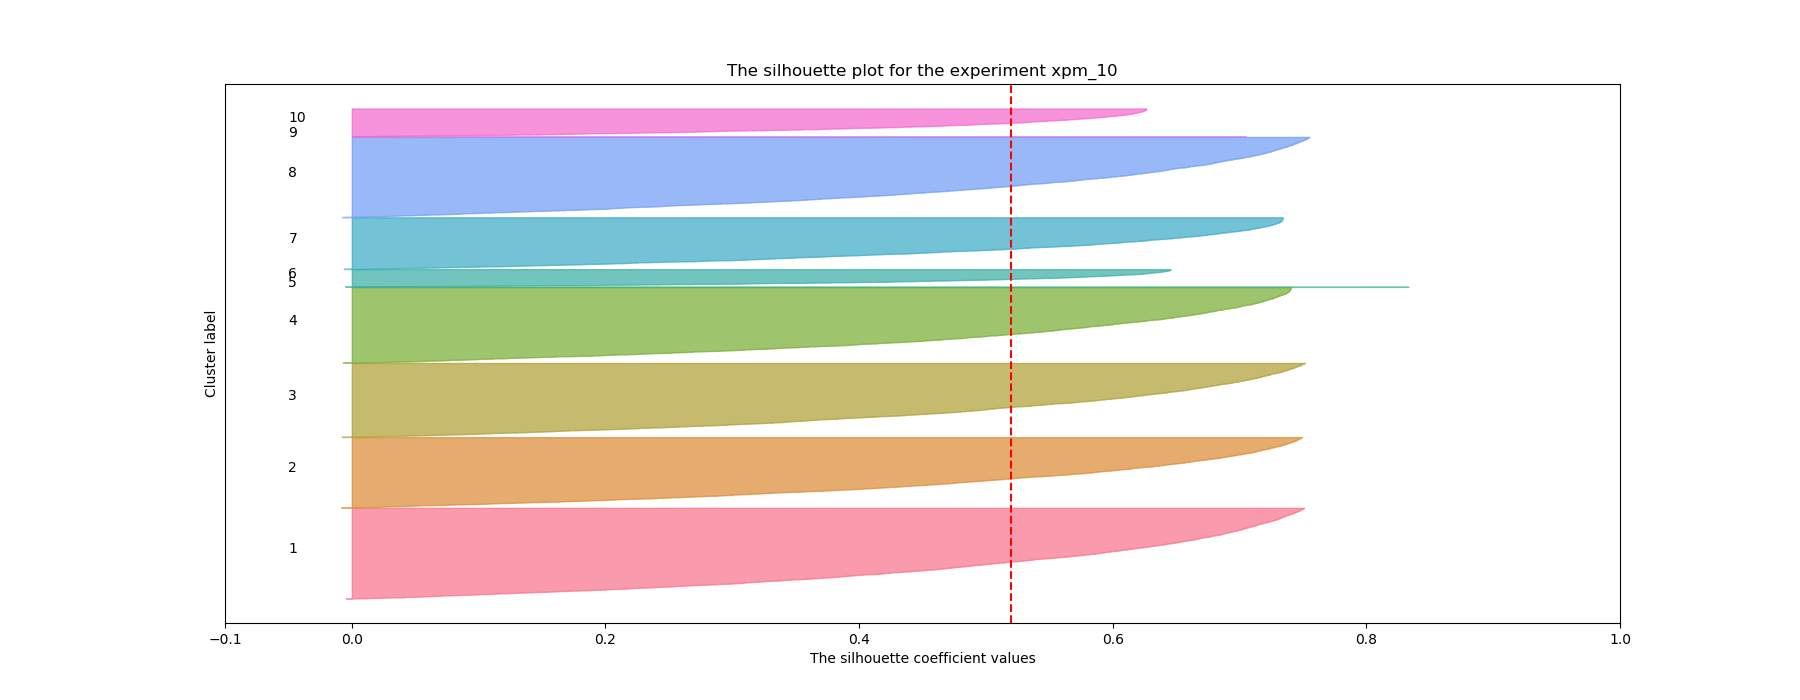 The silhouette plot for the experiment xpm_10
10
9
8
7
6
5
4
3
2
1
Cluster label
−0.1 0.0 0.2 0.4 0.6 0.8 1.0
The silhouette coefficient values